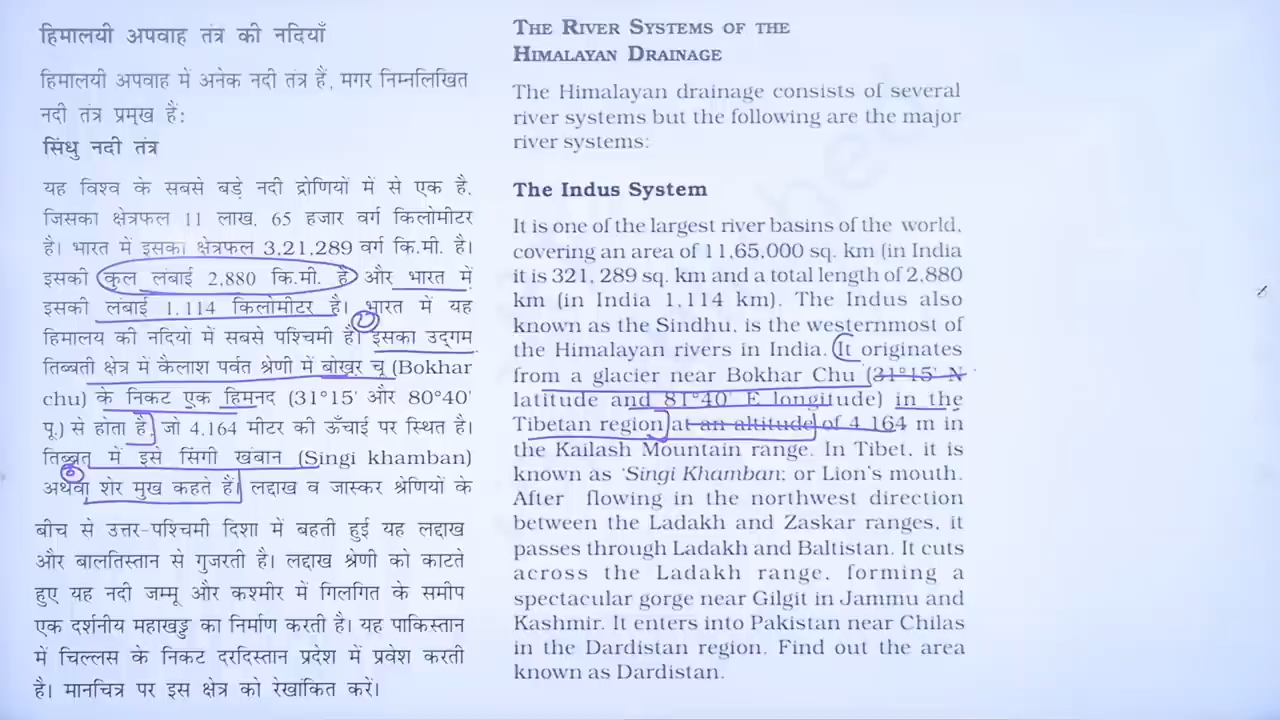 हिमालयी अपवाह तंत्र की नदियाँ
हिमालयी अपवाह में अनेक नदी तंत्र हैं, मगर निम्नलिखित
नदी तंत्र प्रमुख हैं:
सिंधु नदी तंत्र
यह विश्व के सबसे बड़े नदी द्रोणियों में से एक है,
जिसका क्षेत्रफल 11 लाख, 65 हजार वर्ग किलोमीटर
है। भारत में इसका क्षेत्रफल 3,21,289 वर्ग कि.मी. है।
इसकी कुल लंबाई 2,880 कि.मी. है और भारत में
इसकी लंबाई 1,114 किलोमीटर है। भारत में यह
हिमालय की नदियों में सबसे पश्चिमी है। इसका उद्गम
तिब्बती क्षेत्र में कैलाश पर्वत श्रेणी में बोखर चू (Bokhar
chu) के निकट एक हिमनद (31°15' और 80°40'
पू.) से होता है, जो 4,164 मीटर की ऊँचाई पर स्थित है।
तिब्बत में इसे सिंगी खंबान (Singi khamban)
अथवा शेर मुख कहते हैं। लद्दाख व जास्कर श्रेणियों के
बीच से उत्तर-पश्चिमी दिशा में बहती हुई यह लद्दाख
और बालतिस्तान से गुजरती है। लद्दाख श्रेणी को काटते
हुए यह नदी जम्मू और कश्मीर में गिलगित के समीप
एक दर्शनीय महाखड्ड का निर्माण करती है। यह पाकिस्तान
में चिल्लस के निकट दरदिस्तान प्रदेश में प्रवेश करती
है। मानचित्र पर इस क्षेत्र को रेखांकित करें।
THE RIVER SYSTEMS OF THE
HIMALAYAN DRAINAGE
The Himalayan drainage consists of several
river systems but the following are the major
river systems:
The Indus System
It is one of the largest river basins of the world,
covering an area of 11,65,000 sq. km (in India
it is 321, 289 sq. km and a total length of 2,880
km (in India 1,114 km). The Indus also
known as the Sindhu, is the westernmost of
the Himalayan rivers in India. It originates
from a glacier near Bokhar Chu (31°15' N
latitude and 81°40' E longitude) in the
Tibetan region at an altitude of 4,164 m in
the Kailash Mountain range. In Tibet, it is
known as 'Singi Khamban; or Lion's mouth.
After flowing in the northwest direction
between the Ladakh and Zaskar ranges, it
passes through Ladakh and Baltistan. It cuts
across the Ladakh range, forming a
spectacular gorge near Gilgit in Jammu and
Kashmir. It enters into Pakistan near Chilas
in the Dardistan region. Find out the area
known as Dardistan.